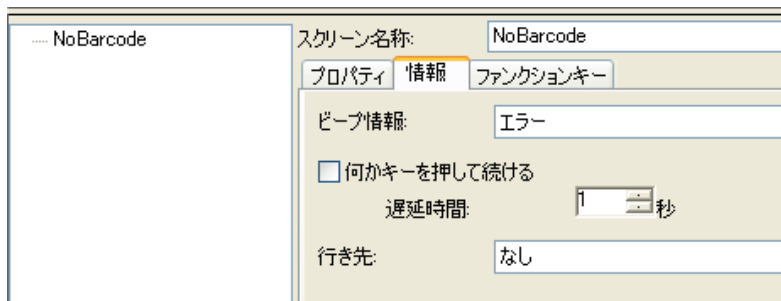 NoBarcode
スクリーン名称: NoBarcode
プロパティ 情報 ファンクションキー
ビープ情報: エラー
何かキーを押して続ける
遅延時間: 1 秒
行き先: なし